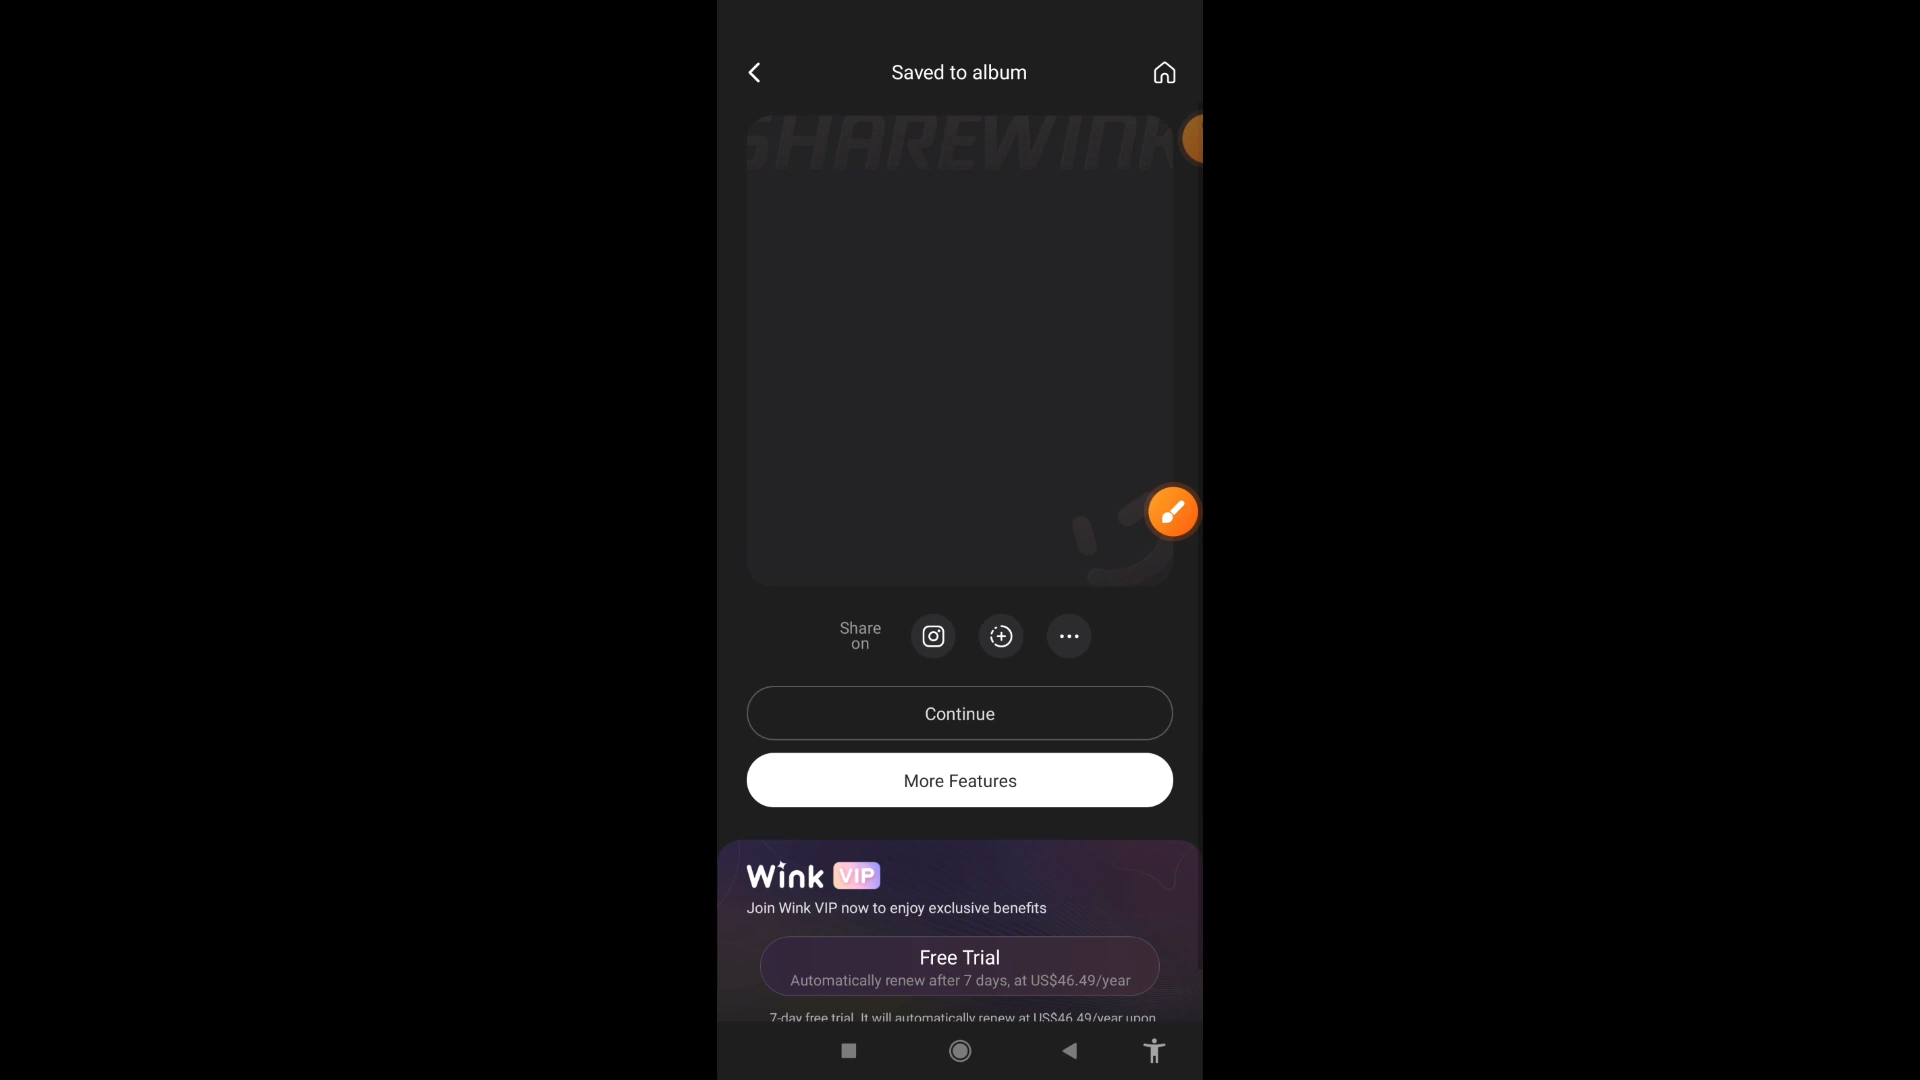 Saved to album
SHAREWINK
Share
on
Continue
More Features
Wink VIP
Join Wink VIP now to enjoy exclusive benefits
Free Trial
Automatically renew after 7 days, at US$46.49/year
7-day free trial. It will automatically renew at US$46.49/year upon